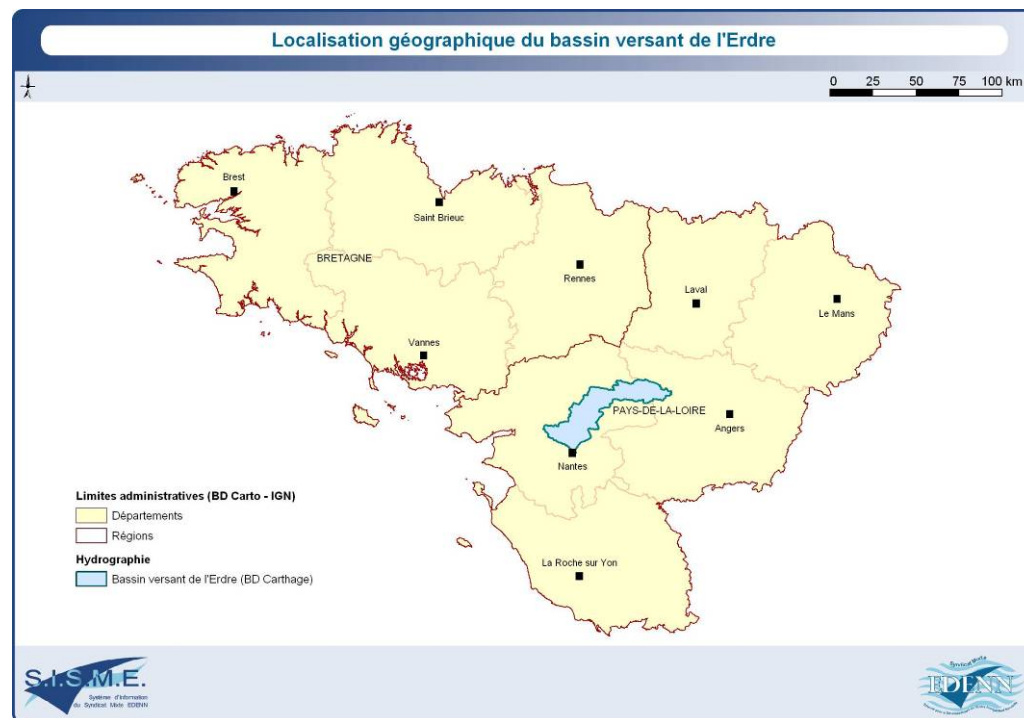 Localisation géographique du bassin versant de l'Erdre
0 25 50 75 100 km
Brest
Saint Brieuc
BRETAGNE
Rennes
Laval
Le Mans
Vannes
PAYS-DE-LA-LOIRE
Angers
Nantes
La Roche sur Yon
Limites administratives (BD Carto - IGN)
Départements
Régions
Hydrographie
Bassin versant de l'Erdre (BD Carthage)
S.I.S.M.E.
Système d'Information
du Syndicat Mixte EDENN
Syndicat Mixte
EDENN